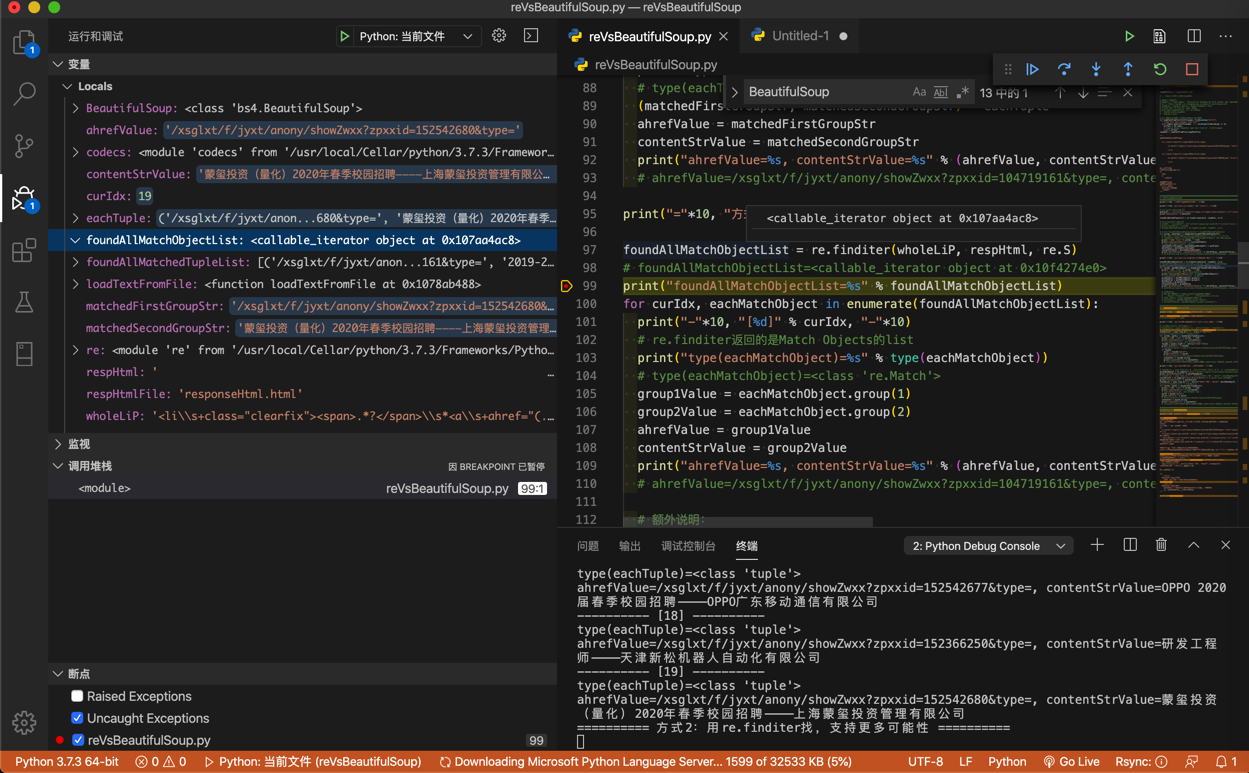 reVsBeautifulSoup.py — reVsBeautifulSoup
运行和调试
Python: 当前文件
变量
Locals
BeautifulSoup: <class 'bs4.BeautifulSoup'>
ahrefValue: '/xsglxt/f/jyxt/anony/showZwxx?zpxxid=152542680&type='
codecs: <module 'codecs' from '/usr/local/Cellar/python/3.7.3/Framewor...
contentStrValue: '蒙玺投资（量化）2020年春季校园招聘————上海蒙玺投资管理有限公...
curIdx: 19
eachTuple: ('/xsglxt/f/jyxt/anon...680&type=', '蒙玺投资（量化）2020年春季...
foundAllMatchObjectList: <callable_iterator object at 0x107aa4ac8>
foundAllMatchedTupleList: [('/xsglxt/f/jyxt/anon...161&type=', '2019-2...
loadTextFromFile: <function loadTextFromFile at 0x1078ab488>
matchedFirstGroupStr: '/xsglxt/f/jyxt/anony/showZwxx?zpxxid=152542680&...
matchedSecondGroupStr: '蒙玺投资（量化）2020年春季校园招聘————上海蒙玺投资管理...
re: <module 're' from '/usr/local/Cellar/python/3.7.3/Frameworks/Pytho...
respHtml: ' ...
respHtmlFile: 'responseHtml.html'
wholeLiP: '<li\\s+class="clearfix"><span>.*?</span>\\s*<a\\s+ahref="(...
监视
调用堆栈
因 BREAKPOINT 已暂停
<module>
reVsBeautifulSoup.py 99:1
断点
Raised Exceptions
Uncaught Exceptions
reVsBeautifulSoup.py 99
reVsBeautifulSoup.py
Untitled-1
reVsBeautifulSoup.py
BeautifulSoup
Aa Abl .* 13 中的 1
88 # type(eachT
89 (matchedFirstGroupStr, matchedSecondGroupStr) = eachTuple
90 ahrefValue = matchedFirstGroupStr
91 contentStrValue = matchedSecondGroupStr
92 print("ahrefValue=%s, contentStrValue=%s" % (ahrefValue, contentStrValue
93 # ahrefValue=/xsglxt/f/jyxt/anony/showZwxx?zpxxid=104719161&type=, conte
94
95 print("="*10, "方
<callable_iterator object at 0x107aa4ac8>
96
97 foundAllMatchObjectList = re.finditer(wholeLiP, respHtml, re.S)
98 # foundAllMatchObjectList=<callable_iterator object at 0x10f4274e0>
99 print("foundAllMatchObjectList=%s" % foundAllMatchObjectList)
100 for curIdx, eachMatchObject in enumerate(foundAllMatchObjectList):
101 print("-"*10, "[%d]" % curIdx, "-"*10)
102 # re.finditer返回的是Match Objects的list
103 print("type(eachMatchObject)=%s" % type(eachMatchObject))
104 # type(eachMatchObject)=<class 're.Match'>
105 group1Value = eachMatchObject.group(1)
106 group2Value = eachMatchObject.group(2)
107 ahrefValue = group1Value
108 contentStrValue = group2Value
109 print("ahrefValue=%s, contentStrValue=%s" % (ahrefValue, contentStrValue
110 # ahrefValue=/xsglxt/f/jyxt/anony/showZwxx?zpxxid=104719161&type=, conte
111
112 # 额外说明:
问题 输出 调试控制台 终端
2: Python Debug Console
type(eachTuple)=<class 'tuple'>
ahrefValue=/xsglxt/f/jyxt/anony/showZwxx?zpxxid=152542677&type=, contentStrValue=OPPO 2020
届春季校园招聘————OPPO广东移动通信有限公司
---------- [18] ----------
type(eachTuple)=<class 'tuple'>
ahrefValue=/xsglxt/f/jyxt/anony/showZwxx?zpxxid=152366250&type=, contentStrValue=研发工程
师————天津新松机器人自动化有限公司
---------- [19] ----------
type(eachTuple)=<class 'tuple'>
ahrefValue=/xsglxt/f/jyxt/anony/showZwxx?zpxxid=152542680&type=, contentStrValue=蒙玺投资
（量化）2020年春季校园招聘————上海蒙玺投资管理有限公司
========== 方式2: 用re.finditer找, 支持更多可能性 ==========
Python 3.7.3 64-bit 0 0 Python: 当前文件 (reVsBeautifulSoup) Downloading Microsoft Python Language Server... 1599 of 32533 KB (5%) UTF-8 LF Python Go Live Rsync: 1